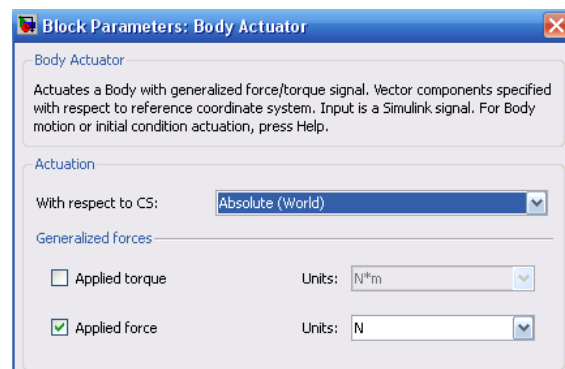 Block Parameters: Body Actuator
Body Actuator
Actuates a Body with generalized force/torque signal. Vector components specified
with respect to reference coordinate system. Input is a Simulink signal. For Body
motion or initial condition actuation, press Help.
Actuation
With respect to CS: Absolute (World)
Generalized forces
Applied torque Units: N*m
Applied force Units: N